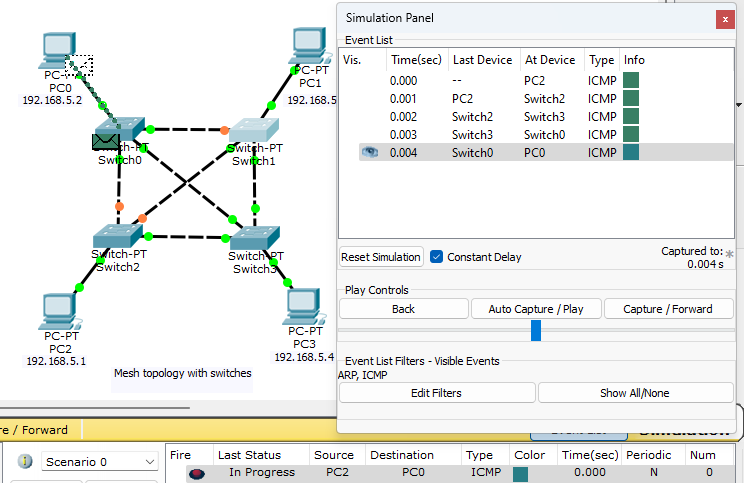 PC-PT
PC0
192.168.5.2
PC-PT
PC1
192.168.5
Switch-PT
Switch0
Switch-PT
Switch1
Switch-PT
Switch2
Switch-PT
Switch3
PC-PT
PC2
192.168.5.1
PC-PT
PC3
192.168.5.4
Mesh topology with switches
Simulation Panel
x
Event List
Vis. Time(sec) Last Device At Device Type Info
0.000 -- PC2 ICMP
0.001 PC2 Switch2 ICMP
0.002 Switch2 Switch3 ICMP
0.003 Switch3 Switch0 ICMP
0.004 Switch0 PC0 ICMP
Reset Simulation Constant Delay Captured to: *
0.004 s
Play Controls
Back Auto Capture / Play Capture / Forward
Event List Filters - Visible Events
ARP, ICMP
Edit Filters Show All/None
re / Forward Event List Simulation
Scenario 0
Fire Last Status Source Destination Type Color Time(sec) Periodic Num
In Progress PC2 PC0 ICMP 0.000 N 0